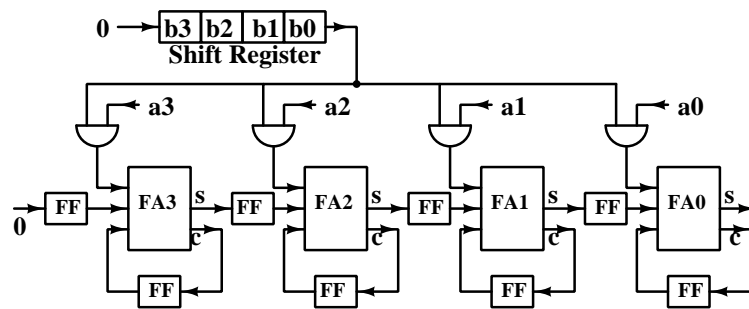 0 b3 b2 b1 b0
Shift Register
a3 a2 a1 a0
FF FA3 s FF FA2 s FF FA1 s FF FA0 s
0 c c c c
FF FF FF FF